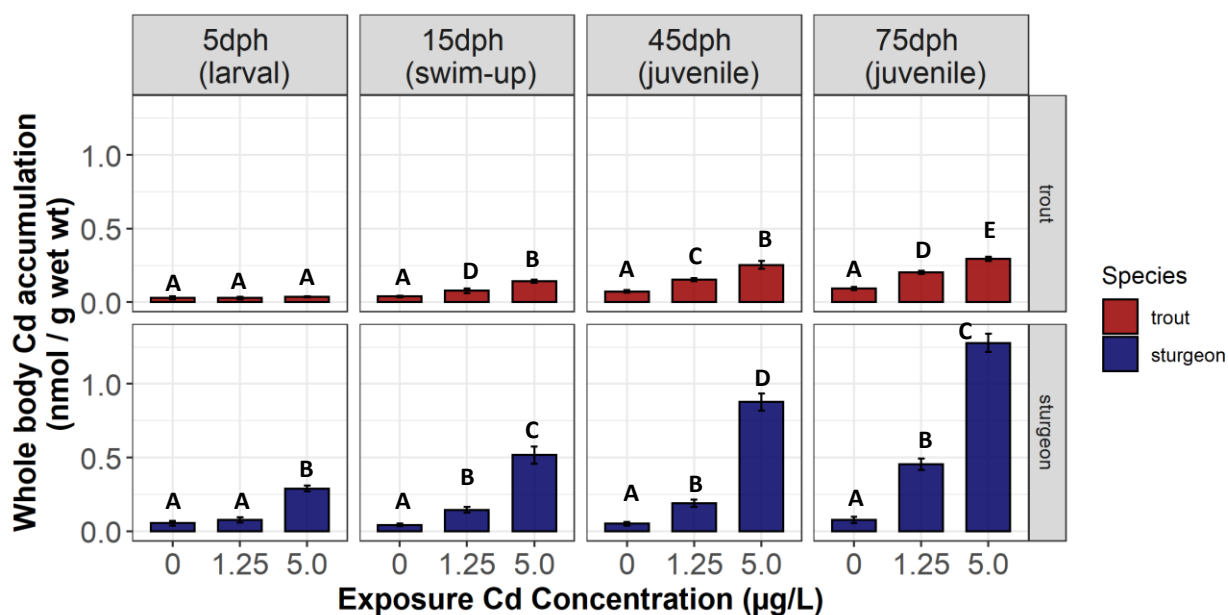 5dph 15dph 45dph 75dph
(larval) (swim-up) (juvenile) (juvenile)
Whole body Cd accumulation
(nmol / g wet wt)
1.0
0.5
0.0
A A A
A D B
A C B
A D E
trout
1.0
0.5
0.0
A A B
A B C
A B D
A B C
sturgeon
0 1.25 5.0 0 1.25 5.0 0 1.25 5.0 0 1.25 5.0
Exposure Cd Concentration (µg/L)
Species
trout
sturgeon